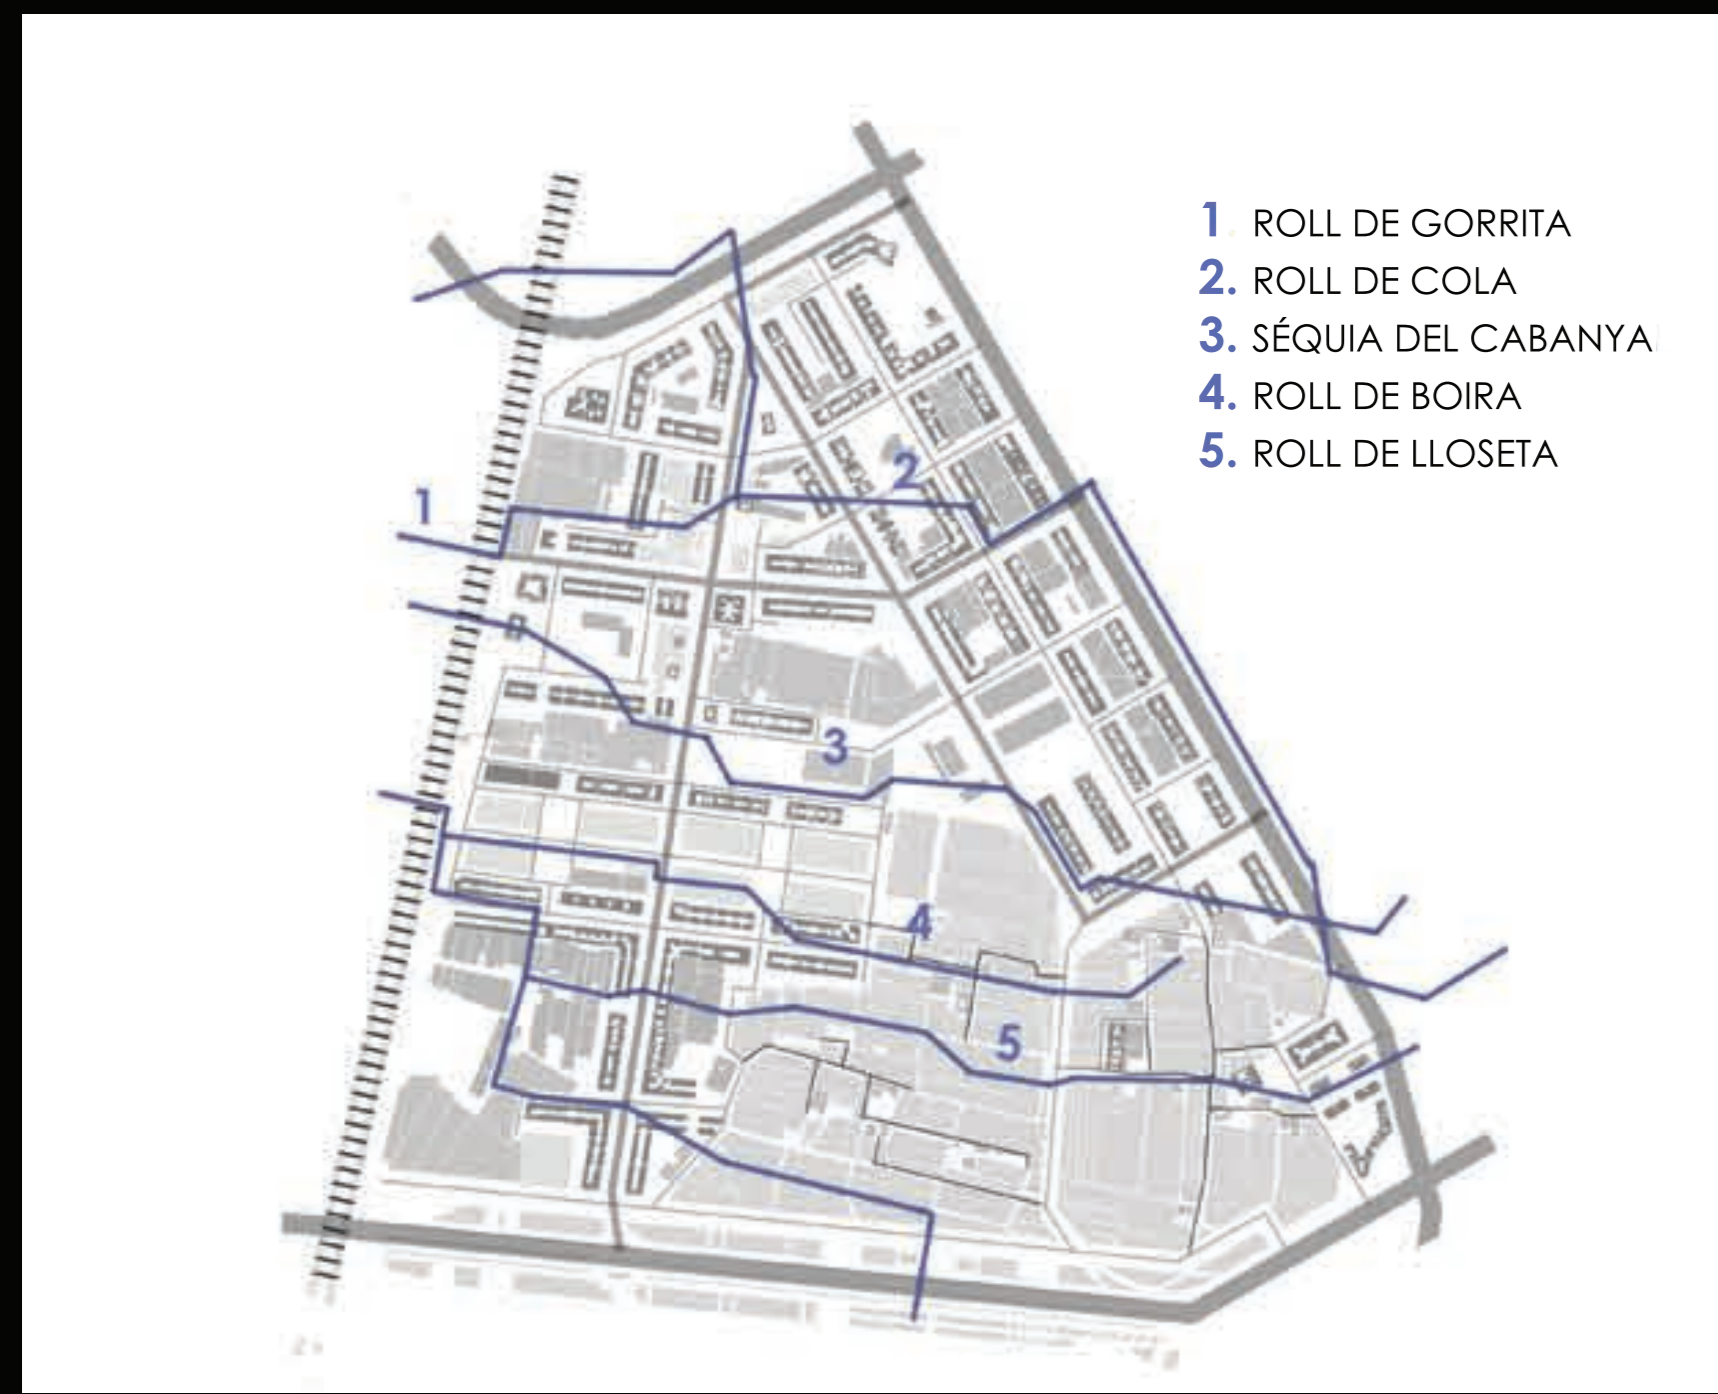 1 ROLL DE GORRITA
2. ROLL DE COLA
3. SÉQUIA DEL CABANYA
4. ROLL DE BOIRA
5. ROLL DE LLOSETA
1
2
3
4
5